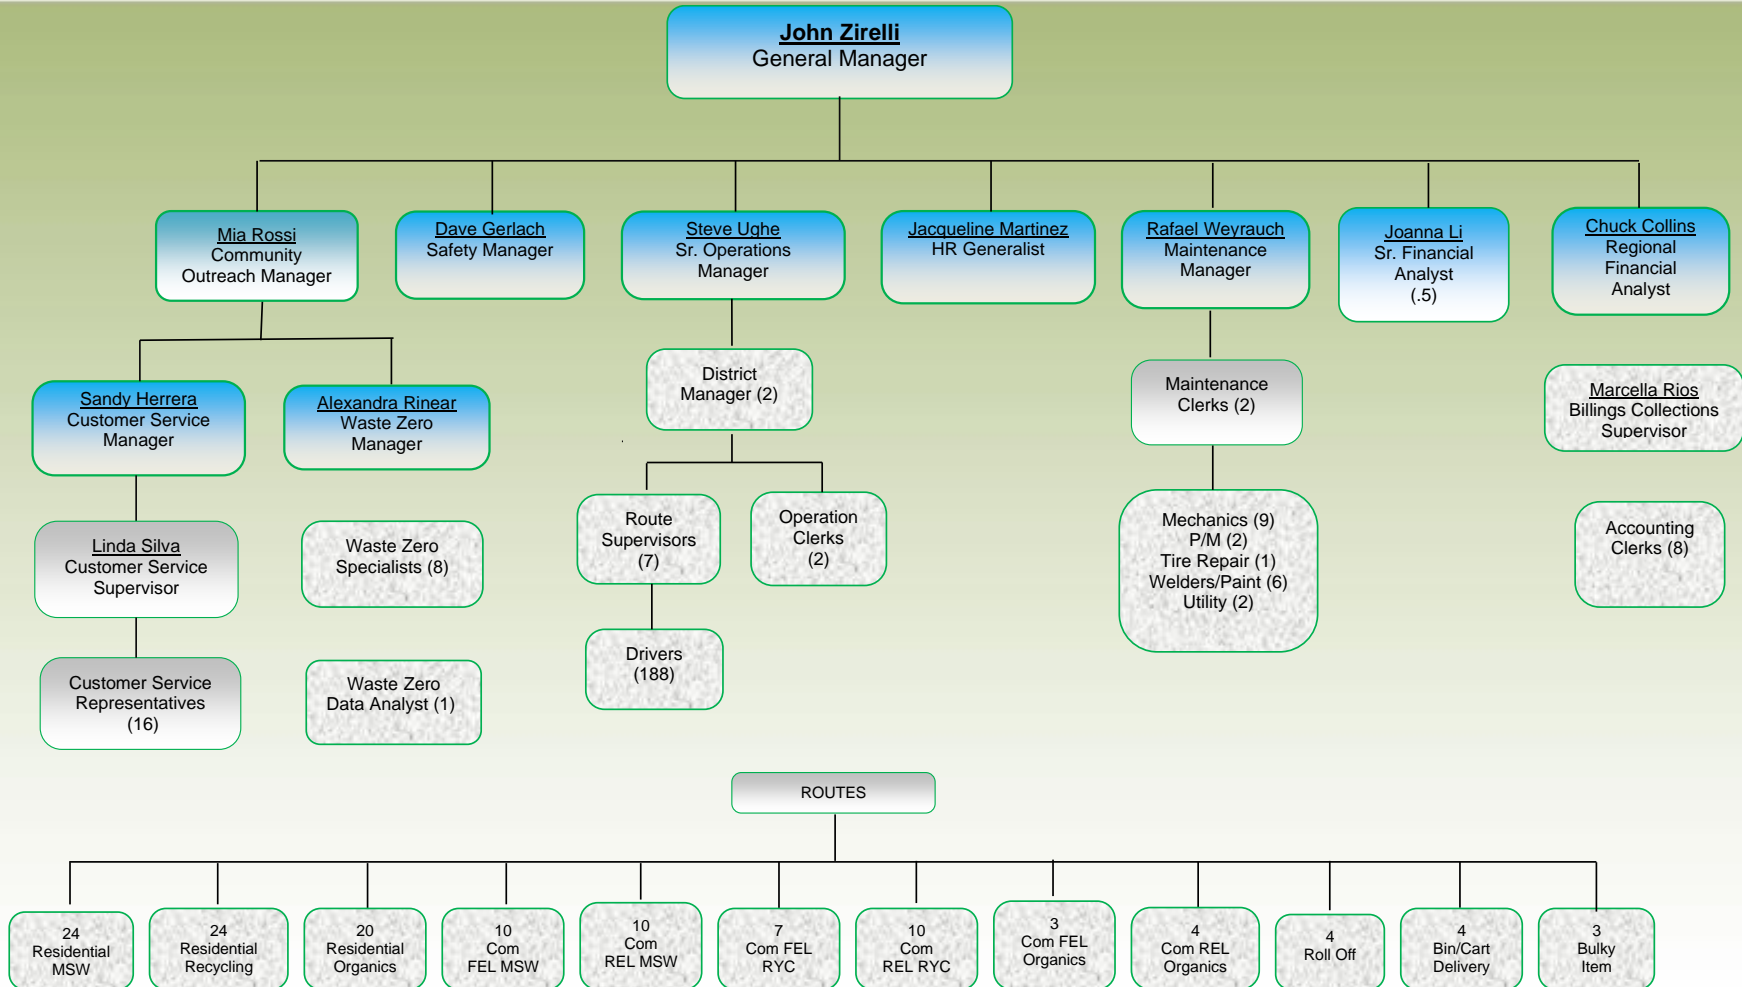 John Zirelli
General Manager
Mia Rossi
Community
Outreach Manager
Dave Gerlach
Safety Manager
Steve Ughe
Sr. Operations
Manager
Jacqueline Martinez
HR Generalist
Rafael Weyrauch
Maintenance
Manager
Joanna Li
Sr. Financial
Analyst
(.5)
Chuck Collins
Regional
Financial
Analyst
Sandy Herrera
Customer Service
Manager
Alexandra Rinear
Waste Zero
Manager
District
Manager (2)
Maintenance
Clerks (2)
Marcella Rios
Billings Collections
Supervisor
Linda Silva
Customer Service
Supervisor
Waste Zero
Specialists (8)
Route
Supervisors
(7)
Operation
Clerks
(2)
Mechanics (9)
P/M (2)
Tire Repair (1)
Welders/Paint (6)
Utility (2)
Accounting
Clerks (8)
Customer Service
Representatives
(16)
Waste Zero
Data Analyst (1)
Drivers
(188)
ROUTES
24
Residential
MSW
24
Residential
Recycling
20
Residential
Organics
10
Com
FEL MSW
10
Com
REL MSW
7
Com FEL
RYC
10
Com
REL RYC
3
Com FEL
Organics
4
Com REL
Organics
4
Roll Off
4
Bin/Cart
Delivery
3
Bulky
Item